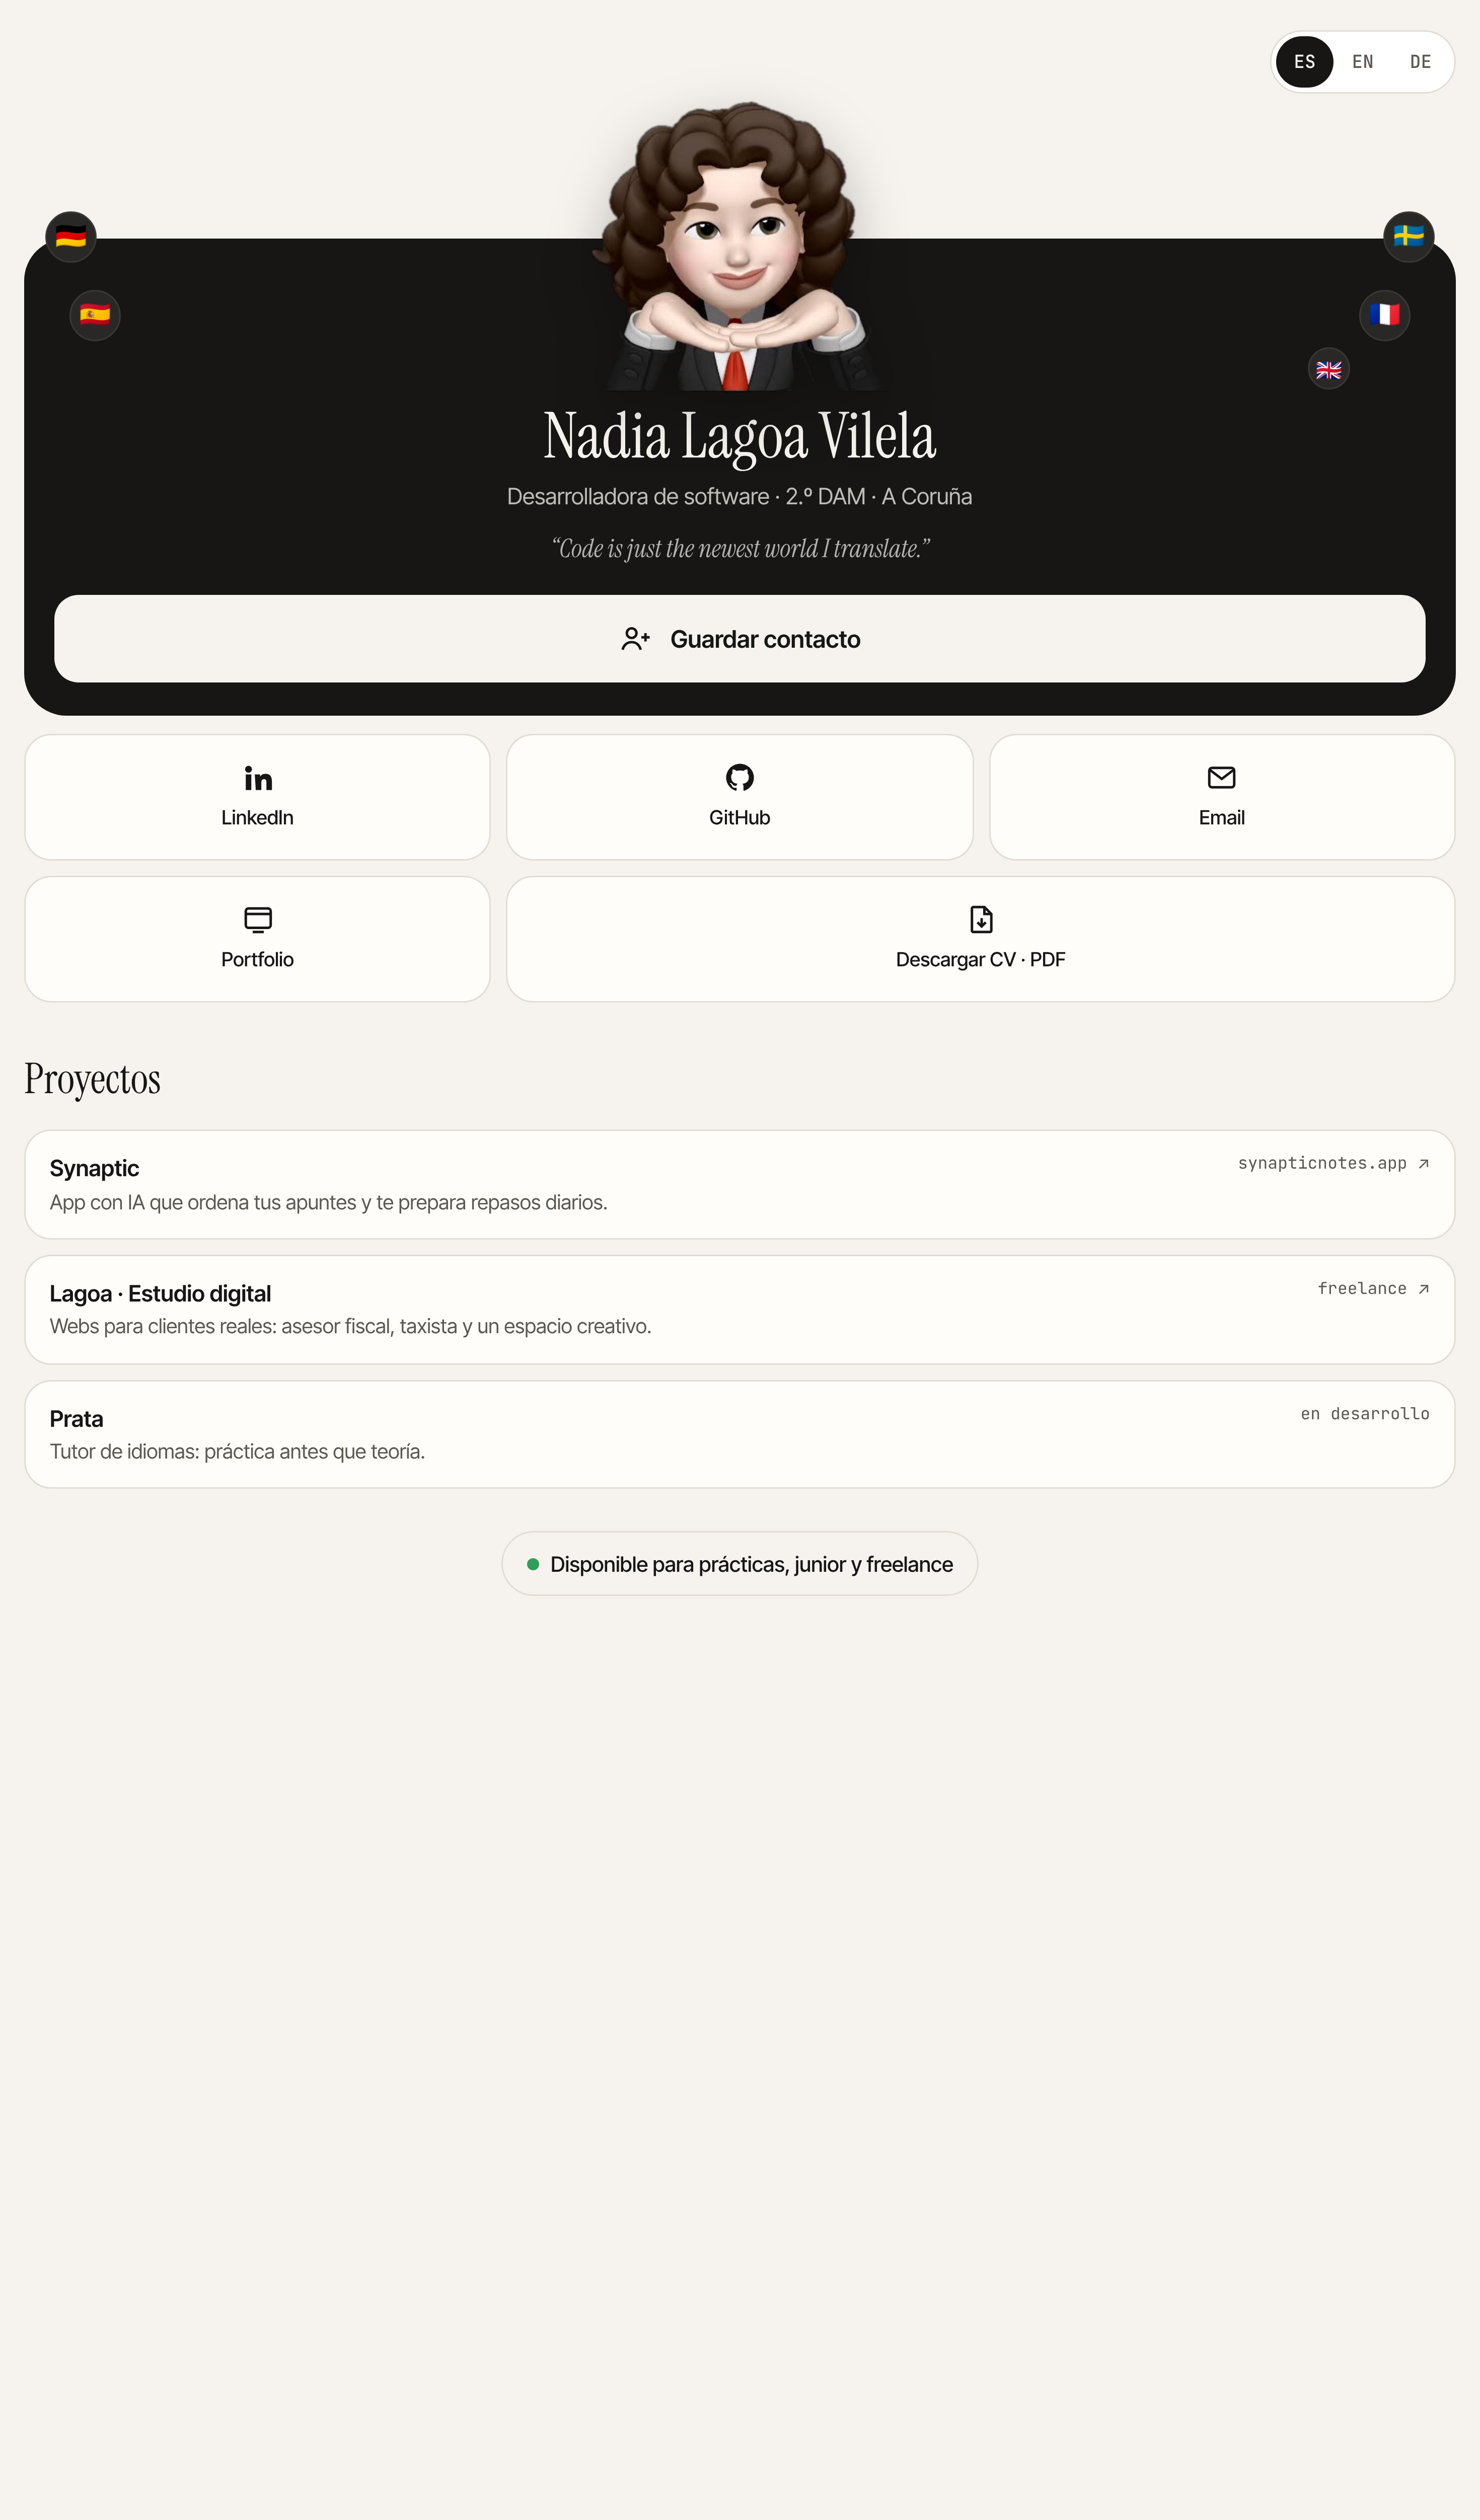 ES EN DE
Nadia Lagoa Vilela
Desarrolladora de software · 2.º DAM · A Coruña
“Code is just the newest world I translate.”
Guardar contacto
LinkedIn
GitHub
Email
Portfolio
Descargar CV · PDF
Proyectos
Synaptic
synapticnotes.app ↗
App con IA que ordena tus apuntes y te prepara repasos diarios.
Lagoa · Estudio digital
freelance ↗
Webs para clientes reales: asesor fiscal, taxista y un espacio creativo.
Prata
en desarrollo
Tutor de idiomas: práctica antes que teoría.
Disponible para prácticas, junior y freelance